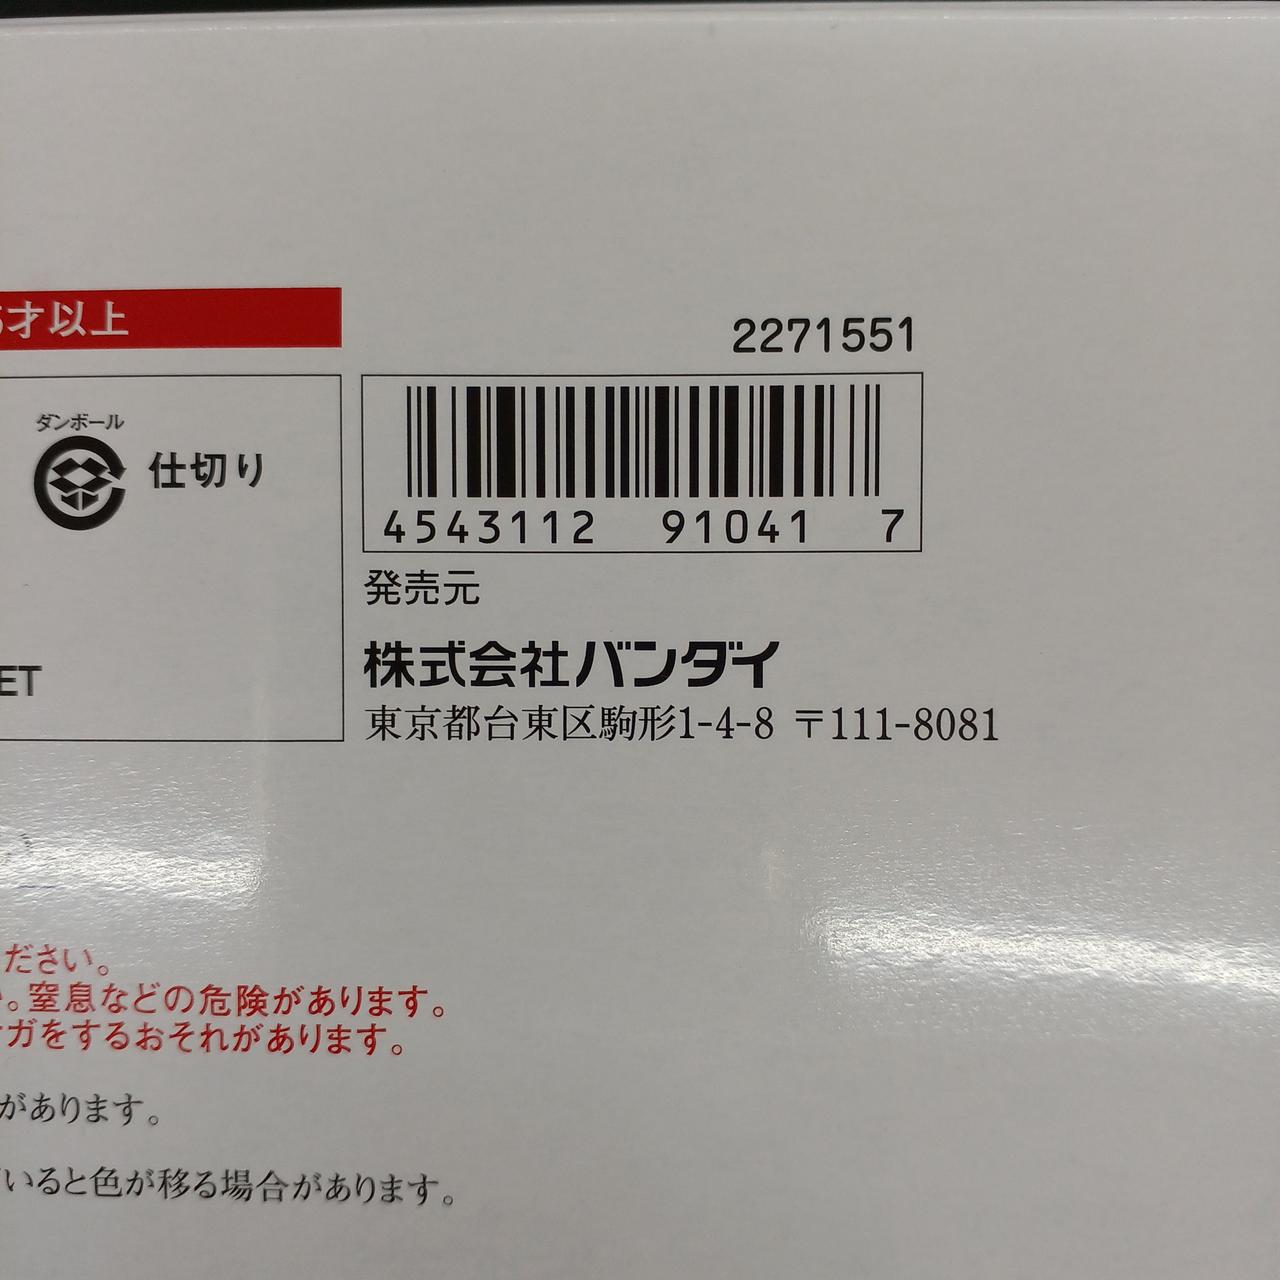 才以上
2271551
ダンボール
仕切り
4543112 91041 7
発売元
株式会社バンダイ
ET
東京都台東区駒形1-4-8 〒111-8081
ださい。
。窒息などの危険があります。
ガをするおそれがあります。
があります。
いると色が移る場合があります。